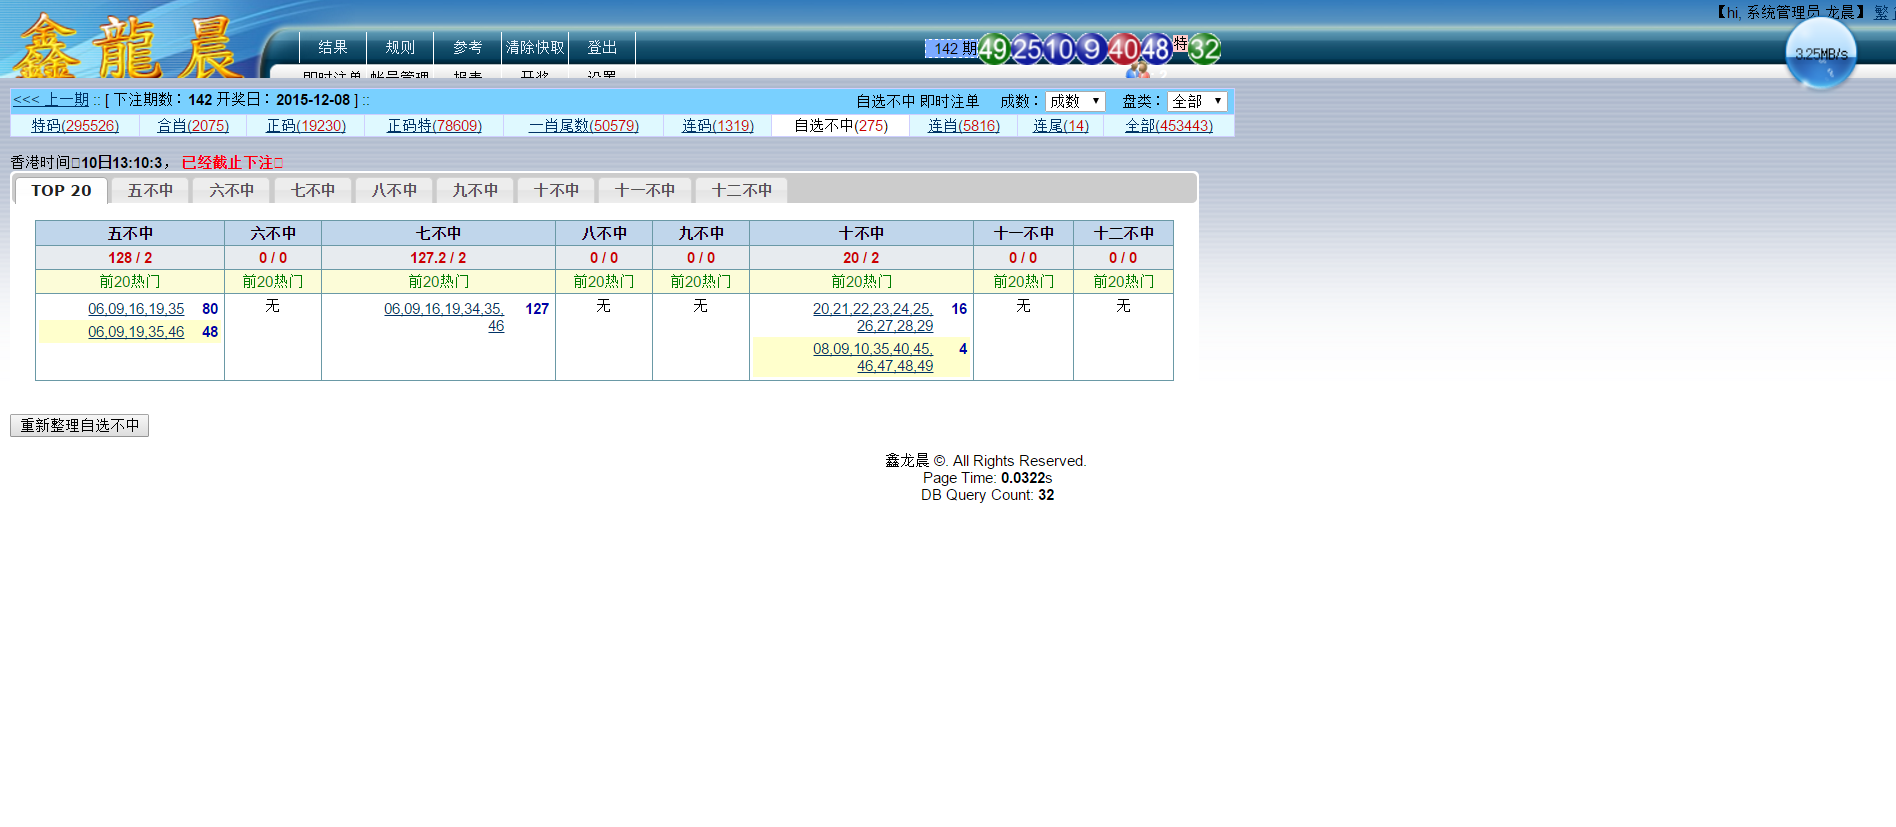 【hi, 系统管理员 龙晨】 繁
鑫龍晨
结果 规则 参考 清除快取 登出
142 期 49 25 10 9 40 48 特 32
3.25MB/s
即时注单 帐号管理 报表 开奖 设置
<<< 上一期 :: [ 下注期数： 142 开奖日： 2015-12-08 ] ::
自选不中 即时注单 成数： 成数 盘类： 全部
特码(295526) 合肖(2075) 正码(19230) 正码特(78609) 一肖尾数(50579) 连码(1319) 自选不中(275) 连肖(5816) 连尾(14) 全部(453443)
香港时间10日13:10:3， 已经截止下注
TOP 20 五不中 六不中 七不中 八不中 九不中 十不中 十一不中 十二不中
五不中 六不中 七不中 八不中 九不中 十不中 十一不中 十二不中
128 / 2 0 / 0 127.2 / 2 0 / 0 0 / 0 20 / 2 0 / 0 0 / 0
前20热门 前20热门 前20热门 前20热门 前20热门 前20热门 前20热门 前20热门
06,09,16,19,35 80 无 06,09,16,19,34,35, 127 无 无 20,21,22,23,24,25, 16 无 无
46 26,27,28,29
06,09,19,35,46 48
08,09,10,35,40,45, 4
46,47,48,49
重新整理自选不中
鑫龙晨 ©. All Rights Reserved.
Page Time: 0.0322s
DB Query Count: 32